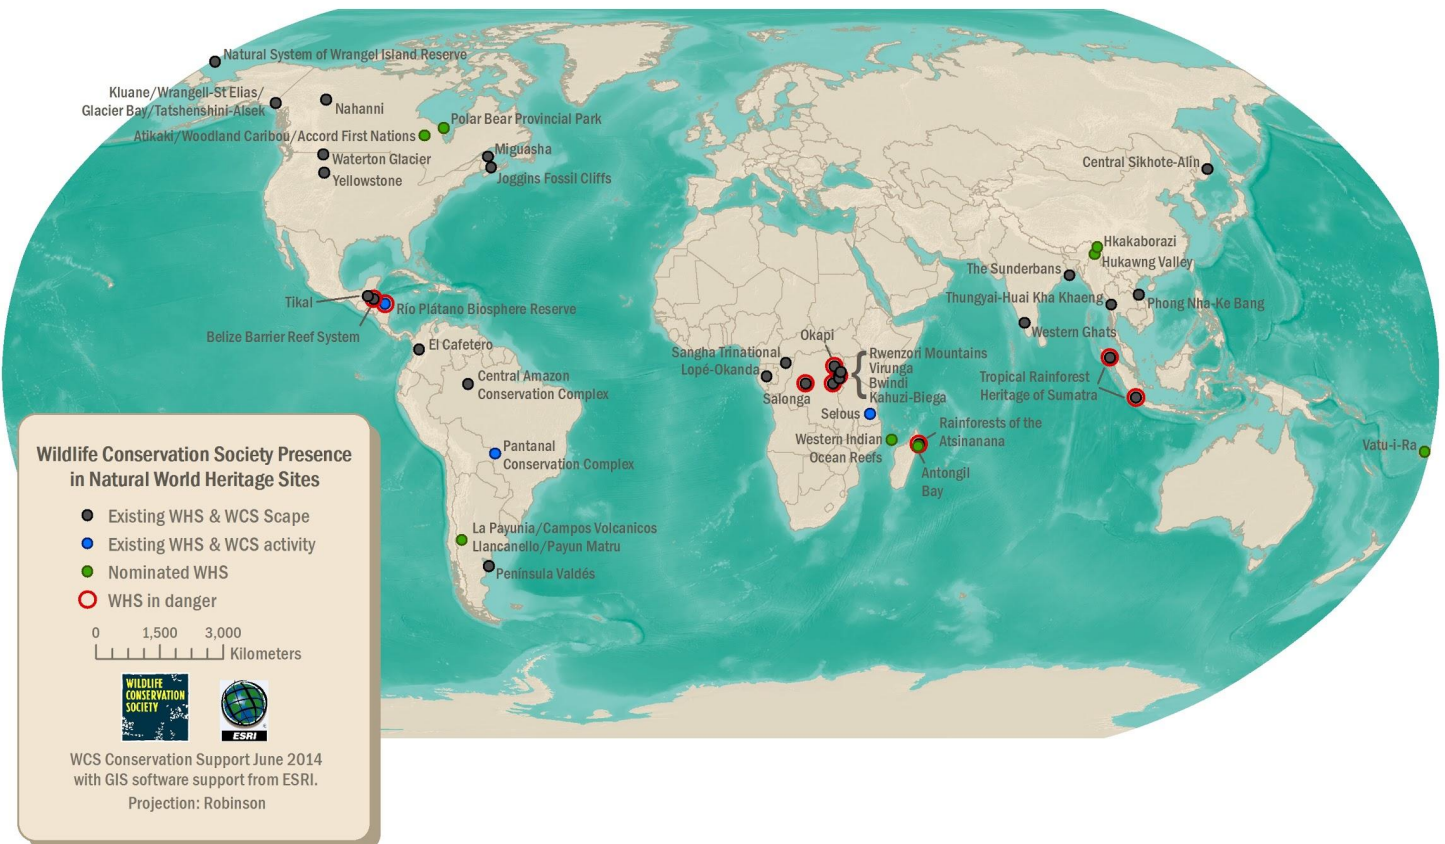 Natural System of Wrangel Island Reserve
Kluane/Wrangell-St Elias/
Glacier Bay/Tatshenshini-Alsek
Nahanni
Polar Bear Provincial Park
Atikaki/Woodland Caribou/Accord First Nations
Miguasha
Waterton Glacier
Joggins Fossil Cliffs
Yellowstone
Central Sikhote-Alin
Hkakaborazi
Hukawng Valley
The Sunderbans
Tikal
Río Plátano Biosphere Reserve
Thungyai-Huai Kha Khaeng
Phong Nha-Ke Bang
Belize Barrier Reef System
Western Ghats
El Cafetero
Okapi
Sangha Trinational
Lopé-Okanda
Rwenzori Mountains
Virunga
Bwindi
Kahuzi-Biega
Central Amazon
Conservation Complex
Salonga
Tropical Rainforest
Heritage of Sumatra
Selous
Rainforests of the
Atsinanana
Western Indian
Ocean Reefs
Vatu-i-Ra
Pantanal
Conservation Complex
Antongil
Bay
La Payunia/Campos Volcanicos
Llancanello/Payun Matru
Península Valdés
Wildlife Conservation Society Presence
in Natural World Heritage Sites
Existing WHS & WCS Scape
Existing WHS & WCS activity
Nominated WHS
WHS in danger
0 1,500 3,000
Kilometers
WILDLIFE
CONSERVATION
SOCIETY
ESRI
WCS Conservation Support June 2014
with GIS software support from ESRI.
Projection: Robinson